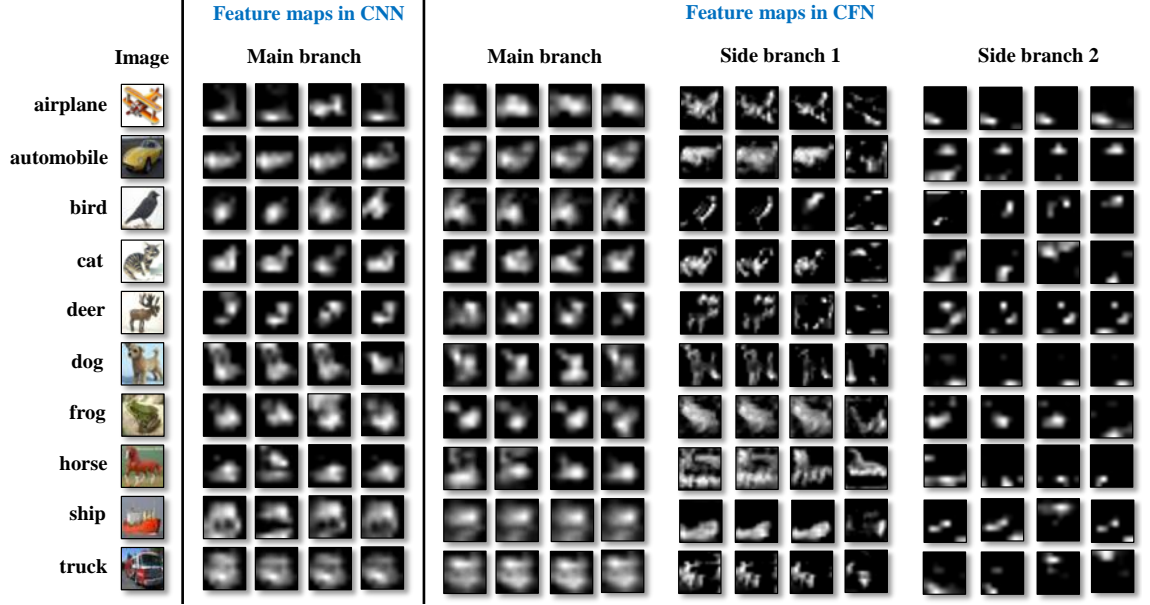 Feature maps in CNN
Feature maps in CFN
Image
Main branch
Main branch
Side branch 1
Side branch 2
airplane
automobile
bird
cat
deer
dog
frog
horse
ship
truck